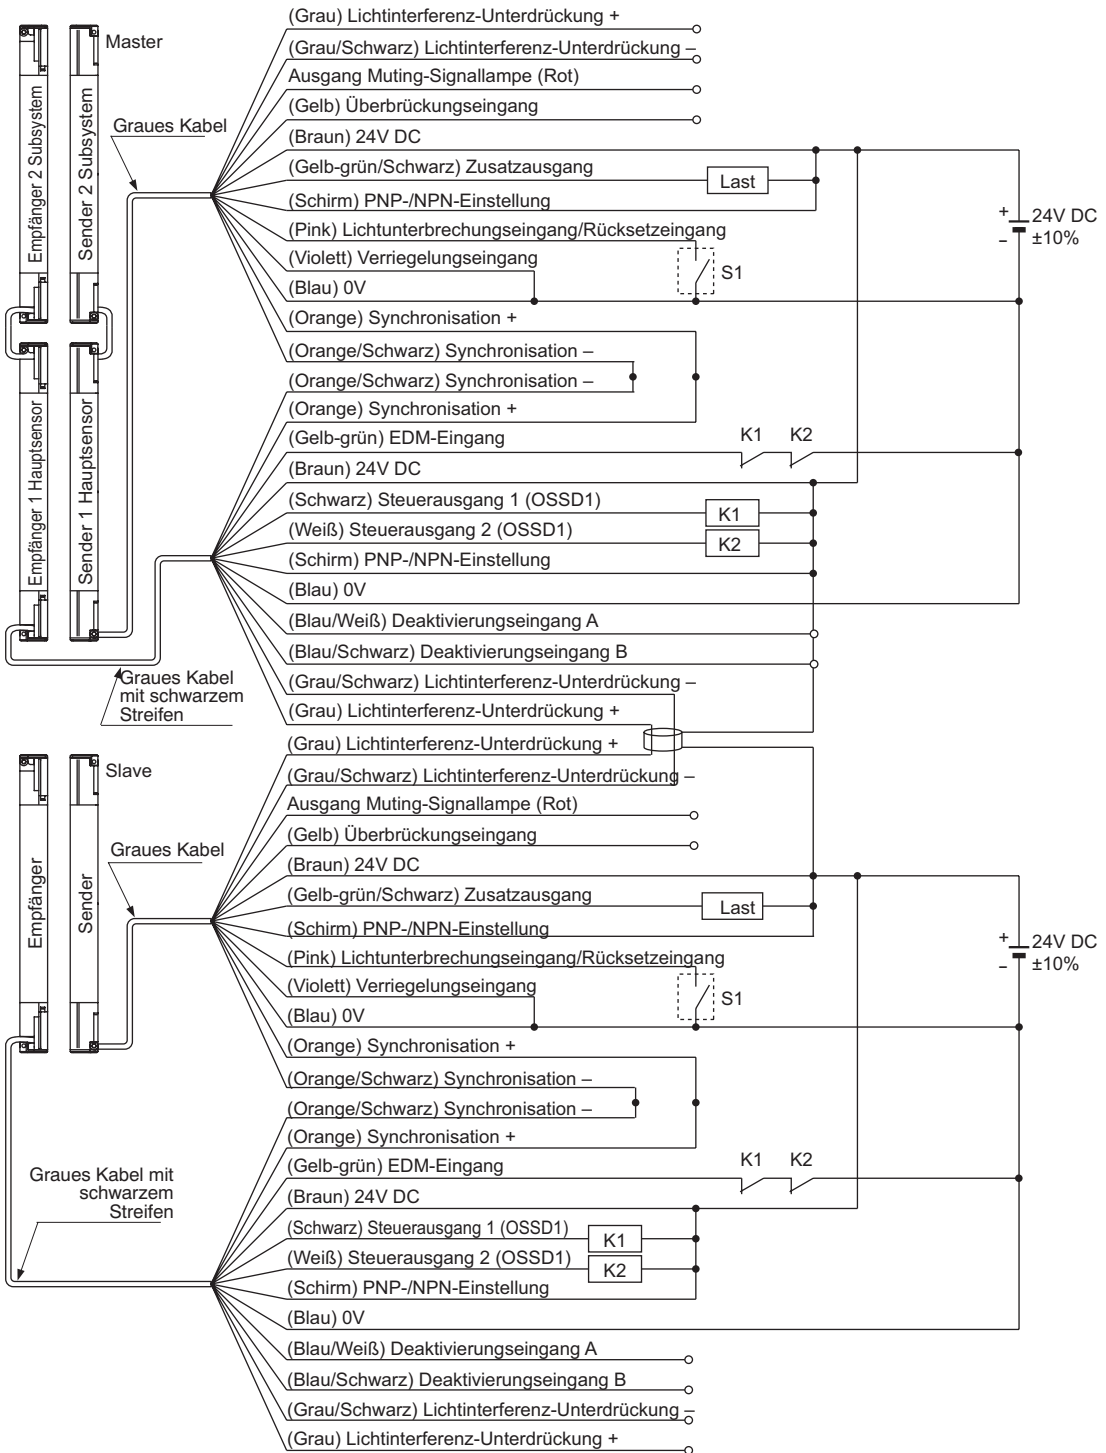 (Grau) Lichtinterferenz-Unterdrückung +
Master
(Grau/Schwarz) Lichtinterferenz-Unterdrückung –
Ausgang Muting-Signallampe (Rot)
Graues Kabel
(Gelb) Überbrückungseingang
(Braun) 24V DC
(Gelb-grün/Schwarz) Zusatzausgang
Last
(Schirm) PNP-/NPN-Einstellung
Empfänger 2 Subsystem
Sender 2 Subsystem
+
24V DC
–
±10%
(Pink) Lichtunterbrechungseingang/Rücksetzeingang
(Violett) Verriegelungseingang
S1
(Blau) 0V
(Orange) Synchronisation +
(Orange/Schwarz) Synchronisation –
(Orange/Schwarz) Synchronisation –
(Orange) Synchronisation +
(Gelb-grün) EDM-Eingang
K1
K2
(Braun) 24V DC
Empfänger 1 Hauptsensor
Sender 1 Hauptsensor
(Schwarz) Steuerausgang 1 (OSSD1)
K1
(Weiß) Steuerausgang 2 (OSSD1)
K2
(Schirm) PNP-/NPN-Einstellung
(Blau) 0V
(Blau/Weiß) Deaktivierungseingang A
(Blau/Schwarz) Deaktivierungseingang B
Graues Kabel
mit schwarzem
Streifen
(Grau/Schwarz) Lichtinterferenz-Unterdrückung –
(Grau) Lichtinterferenz-Unterdrückung +
(Grau) Lichtinterferenz-Unterdrückung +
Slave
(Grau/Schwarz) Lichtinterferenz-Unterdrückung –
Ausgang Muting-Signallampe (Rot)
Graues Kabel
(Gelb) Überbrückungseingang
(Braun) 24V DC
(Gelb-grün/Schwarz) Zusatzausgang
Last
Empfänger
Sender
(Schirm) PNP-/NPN-Einstellung
+
24V DC
–
±10%
(Pink) Lichtunterbrechungseingang/Rücksetzeingang
(Violett) Verriegelungseingang
S1
(Blau) 0V
(Orange) Synchronisation +
(Orange/Schwarz) Synchronisation –
(Orange/Schwarz) Synchronisation –
(Orange) Synchronisation +
(Gelb-grün) EDM-Eingang
K1
K2
Graues Kabel mit
schwarzem
Streifen
(Braun) 24V DC
(Schwarz) Steuerausgang 1 (OSSD1)
K1
(Weiß) Steuerausgang 2 (OSSD1)
K2
(Schirm) PNP-/NPN-Einstellung
(Blau) 0V
(Blau/Weiß) Deaktivierungseingang A
(Blau/Schwarz) Deaktivierungseingang B
(Grau/Schwarz) Lichtinterferenz-Unterdrückung –
(Grau) Lichtinterferenz-Unterdrückung +